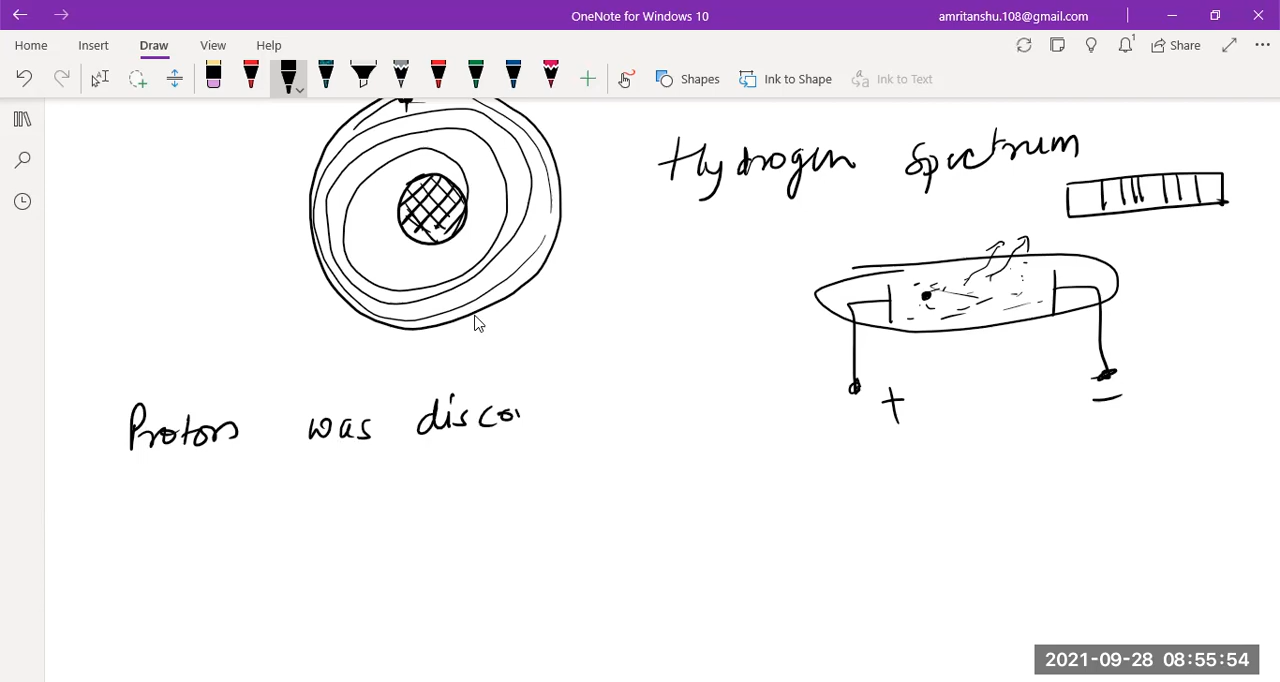 OneNote for Windows 10
amritanshu.108@gmail.com
Home Insert Draw View Help
Share
Shapes Ink to Shape Ink to Text
Hydrogen Spectrum
+
−
Protons was disco
2021-09-28 08:55:54